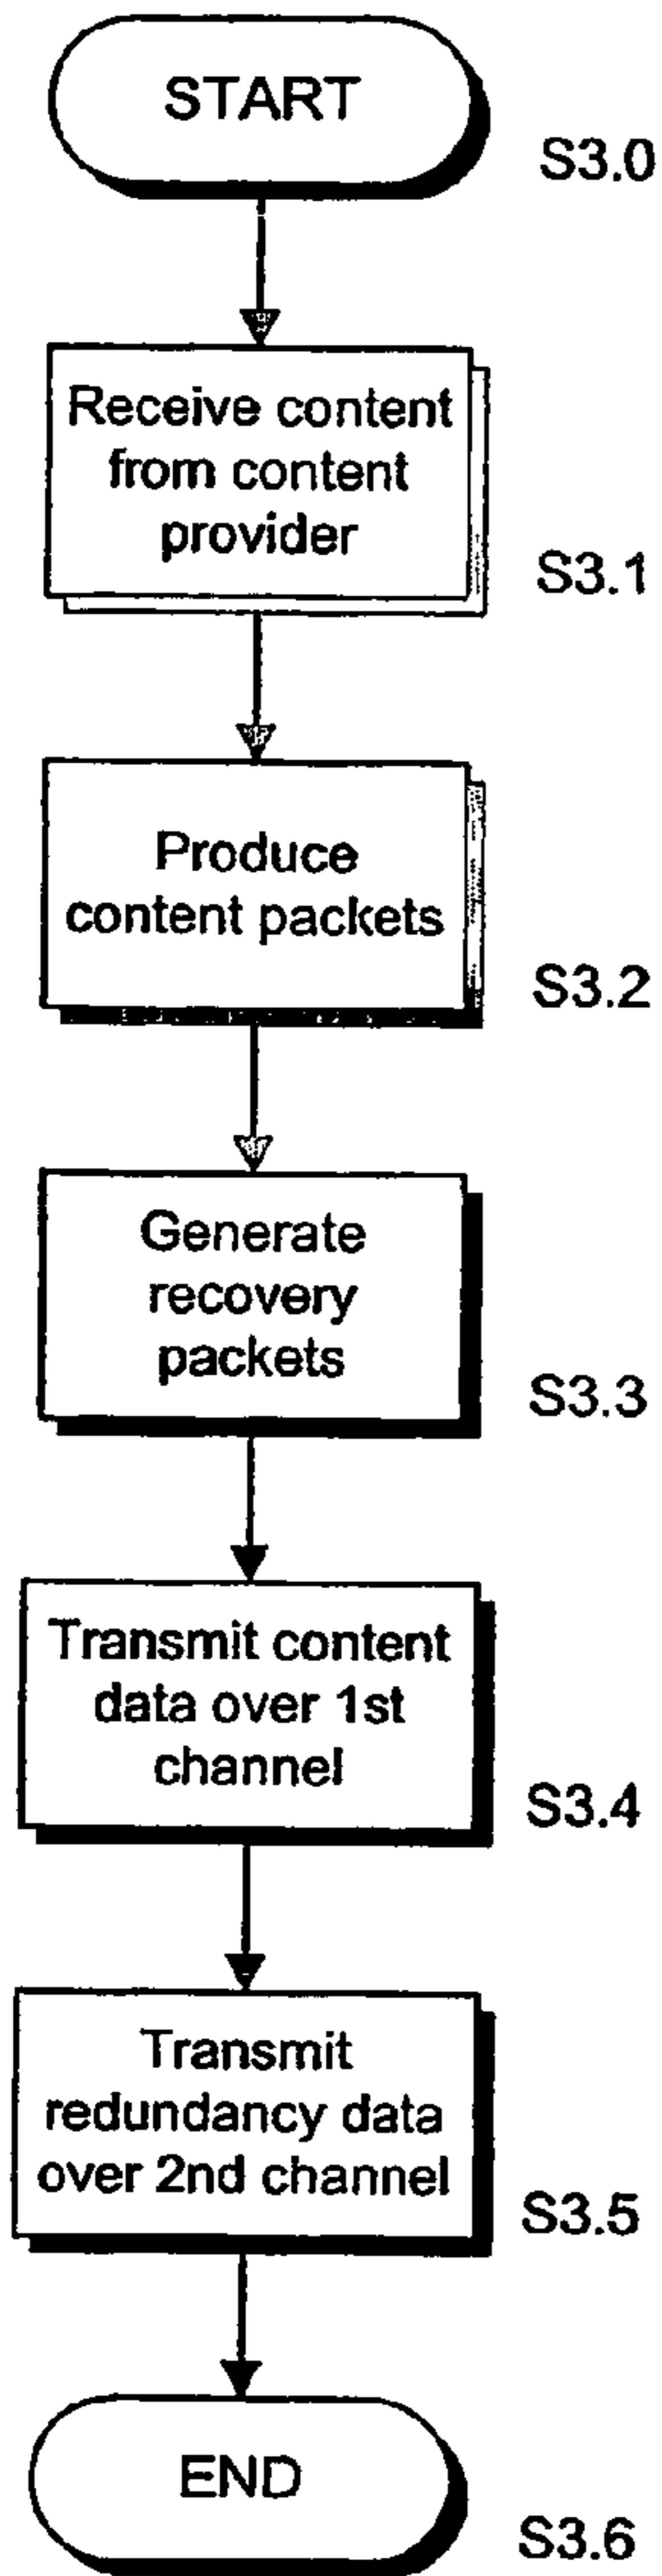 START
S3.0
Receive content
from content
provider
S3.1
Produce
content packets
S3.2
Generate
recovery
packets
S3.3
Transmit content
data over 1st
channel
S3.4
Transmit
redundancy data
over 2nd channel
S3.5
END
S3.6